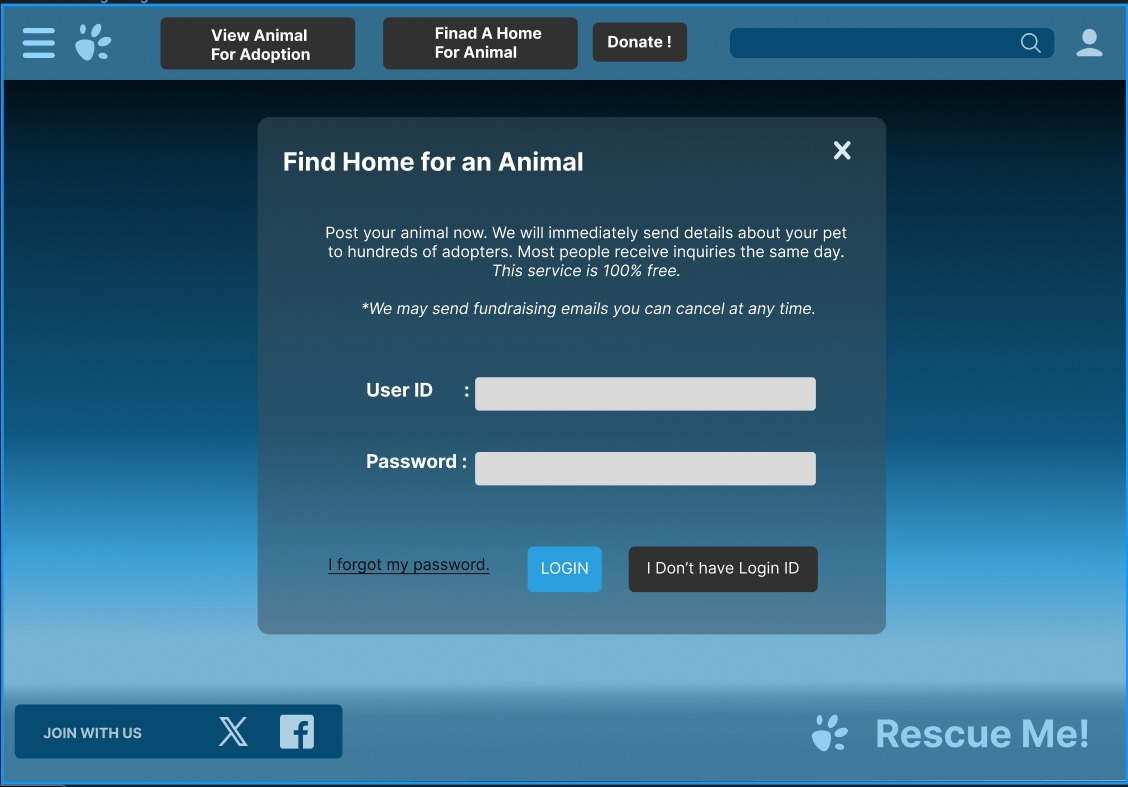 View Animal
For Adoption
Finad A Home
For Animal
Donate !
Find Home for an Animal
X
Post your animal now. We will immediately send details about your pet
to hundreds of adopters. Most people receive inquiries the same day.
This service is 100% free.
*We may send fundraising emails you can cancel at any time.
User ID :
Password :
I forgot my password.
LOGIN
I Don't have Login ID
JOIN WITH US
Rescue Me!